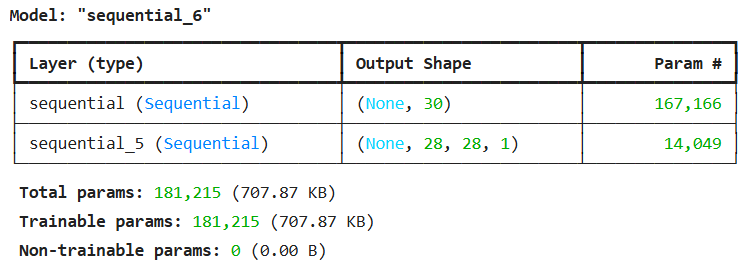 Model: "sequential_6"
Layer (type) Output Shape Param #
sequential (Sequential) (None, 30) 167,166
sequential_5 (Sequential) (None, 28, 28, 1) 14,049
Total params: 181,215 (707.87 KB)
Trainable params: 181,215 (707.87 KB)
Non-trainable params: 0 (0.00 B)